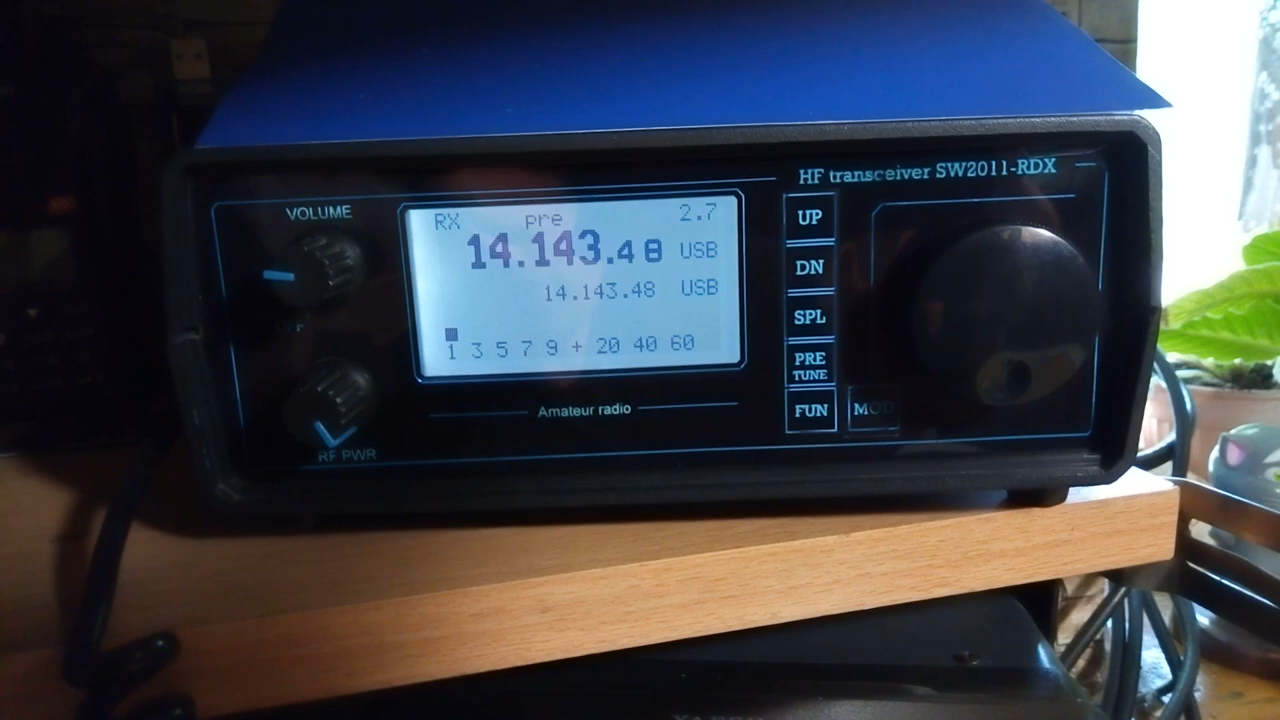 HF transceiver SW2011-RDX
VOLUME
RX pre 2.7
14.143.48 USB
14.143.48 USB
1 3 5 7 9 + 20 40 60
UP
DN
SPL
PRE
TUNE
FUN
Amateur radio
RF PWR